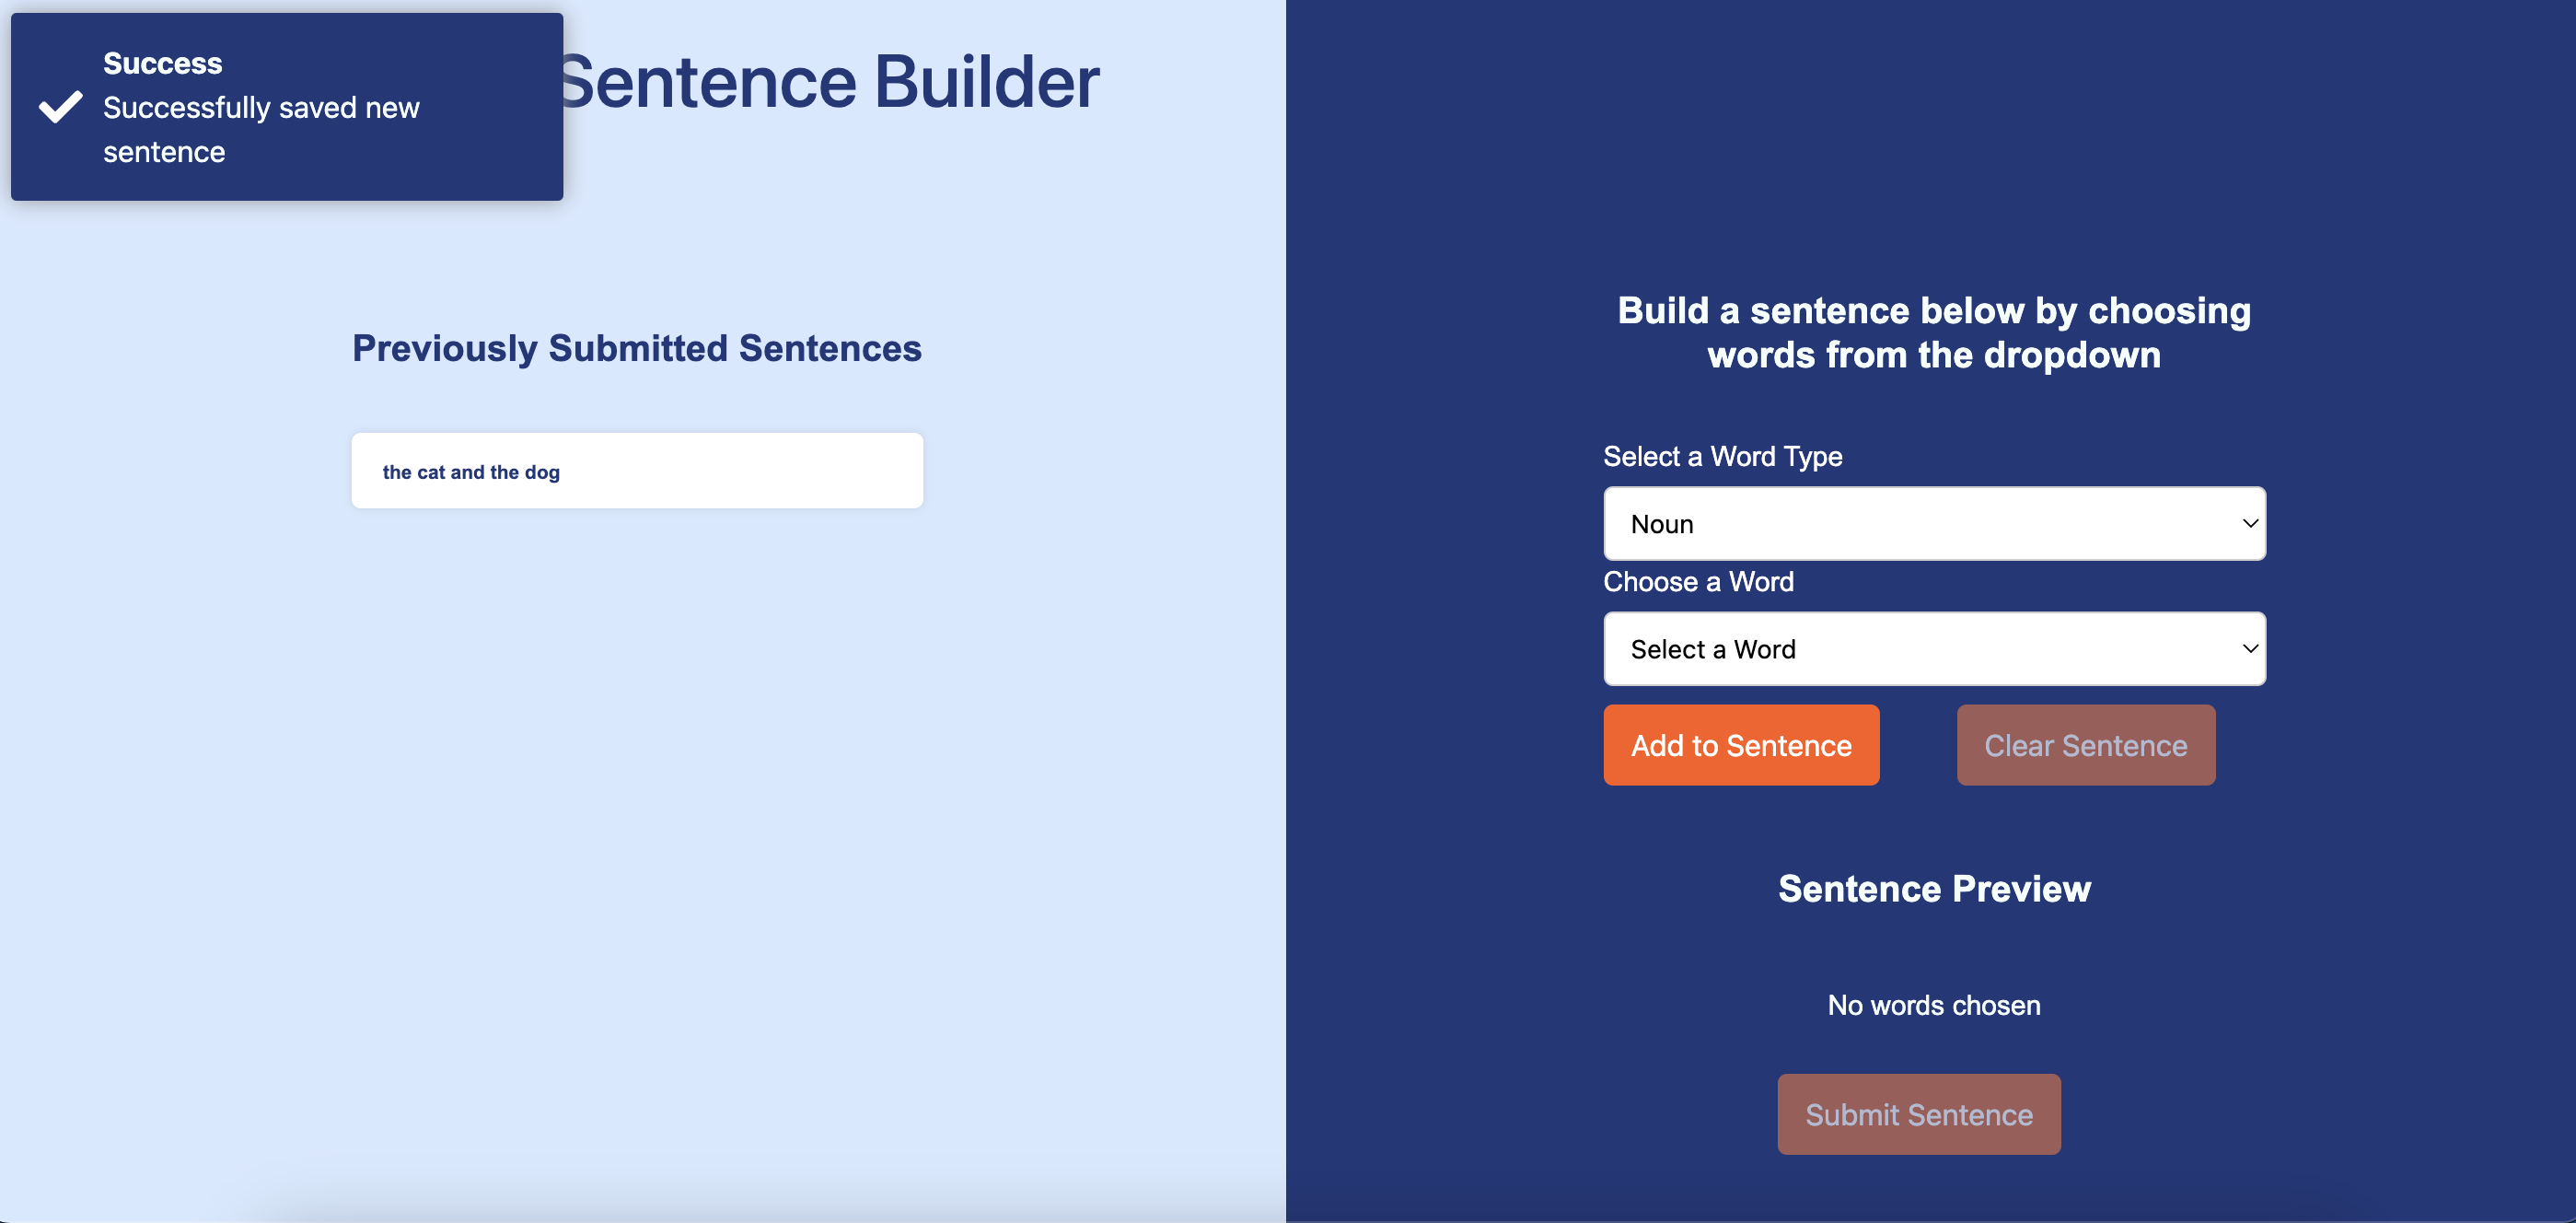 Success
Successfully saved new
sentence
Sentence Builder
Previously Submitted Sentences
the cat and the dog
Build a sentence below by choosing
words from the dropdown
Select a Word Type
Noun
Choose a Word
Select a Word
Add to Sentence
Clear Sentence
Sentence Preview
No words chosen
Submit Sentence